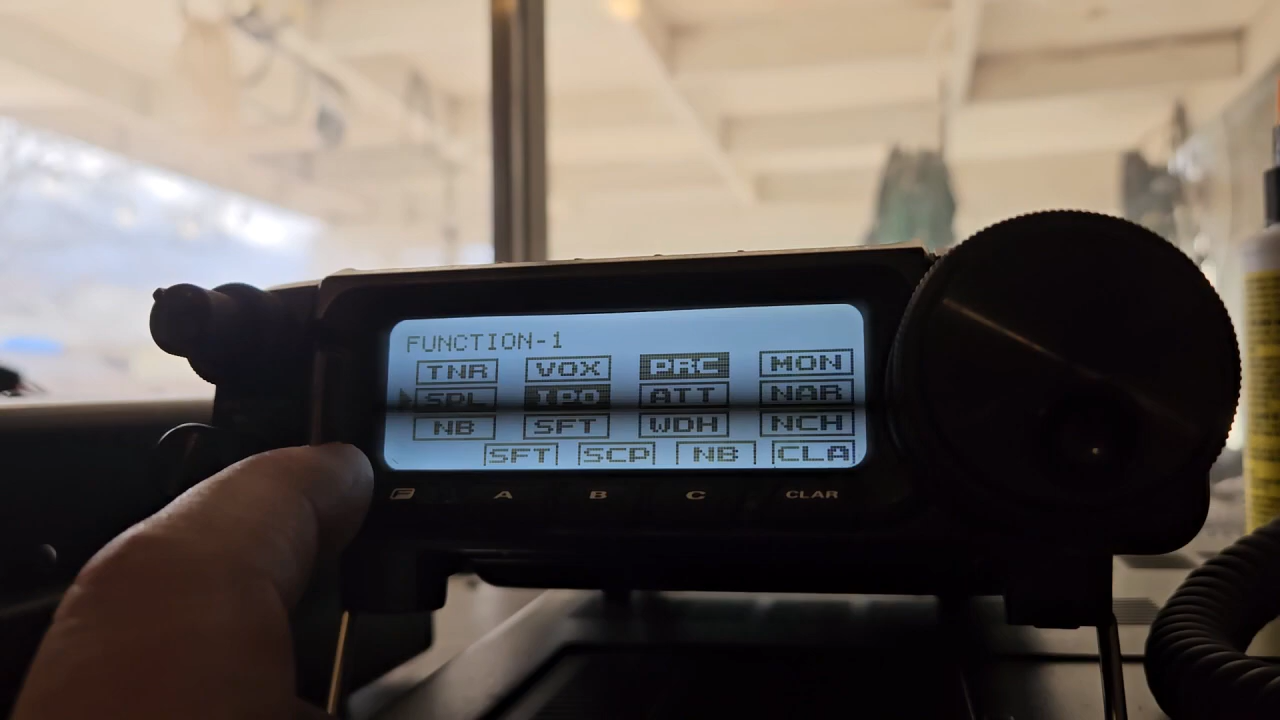 FUNCTION-1
TNR VOX PRC MON
SPL IPO ATT NAR
NB SFT WDH NCH
SFT SCP NB CLA
F A B C CLAR